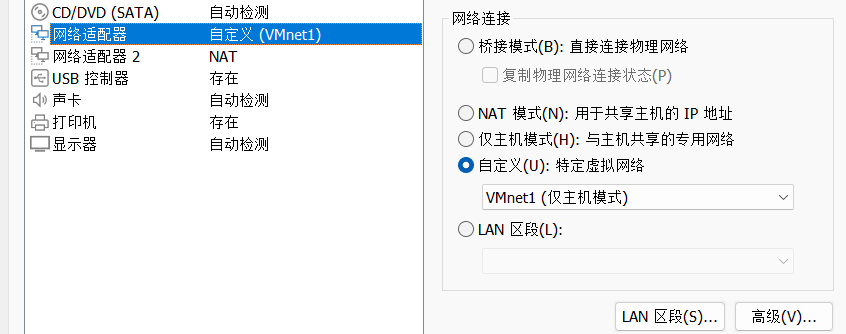 CD/DVD (SATA) 自动检测
网络适配器 自定义 (VMnet1)
网络适配器 2 NAT
USB 控制器 存在
声卡 自动检测
打印机 存在
显示器 自动检测
网络连接
桥接模式(B): 直接连接物理网络
复制物理网络连接状态(P)
NAT 模式(N): 用于共享主机的 IP 地址
仅主机模式(H): 与主机共享的专用网络
自定义(U): 特定虚拟网络
VMnet1 (仅主机模式)
LAN 区段(L):
LAN 区段(S)... 高级(V)...